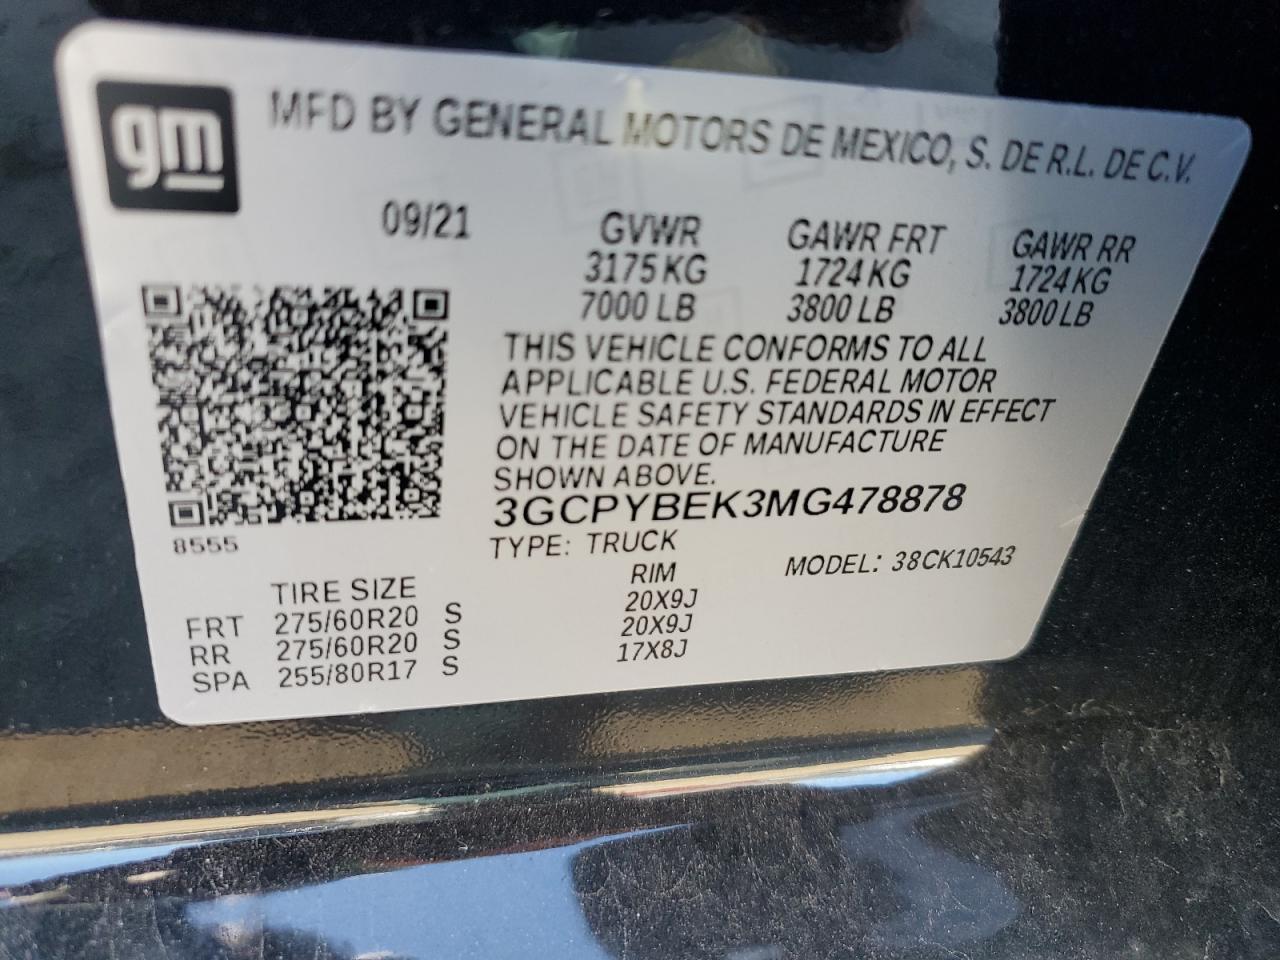 gm
MFD BY GENERAL MOTORS DE MEXICO, S. DE R.L. DE C.V.
09/21
GVWR GAWR FRT GAWR RR
3175 KG 1724 KG 1724 KG
7000 LB 3800 LB 3800 LB
THIS VEHICLE CONFORMS TO ALL
APPLICABLE U.S. FEDERAL MOTOR
VEHICLE SAFETY STANDARDS IN EFFECT
ON THE DATE OF MANUFACTURE
SHOWN ABOVE.
3GCPYBEK3MG478878
8555
TYPE: TRUCK MODEL: 38CK10543
TIRE SIZE RIM
FRT 275/60R20 S 20X9J
RR 275/60R20 S 20X9J
SPA 255/80R17 S 17X8J